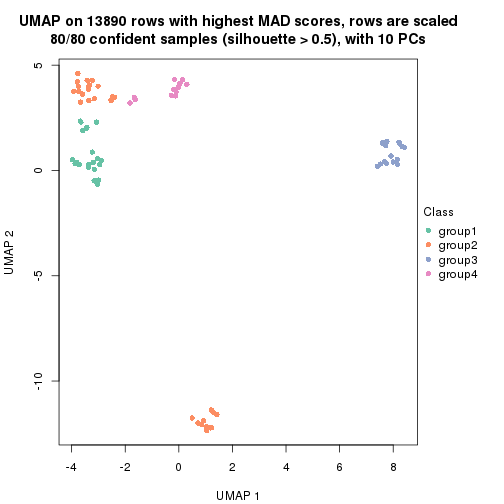 UMAP on 13890 rows with highest MAD scores, rows are scaled
80/80 confident samples (silhouette > 0.5), with 10 PCs
5
0
-5
-10
UMAP 2
-4
-2
0
2
4
6
8
UMAP 1
Class
group1
group2
group3
group4